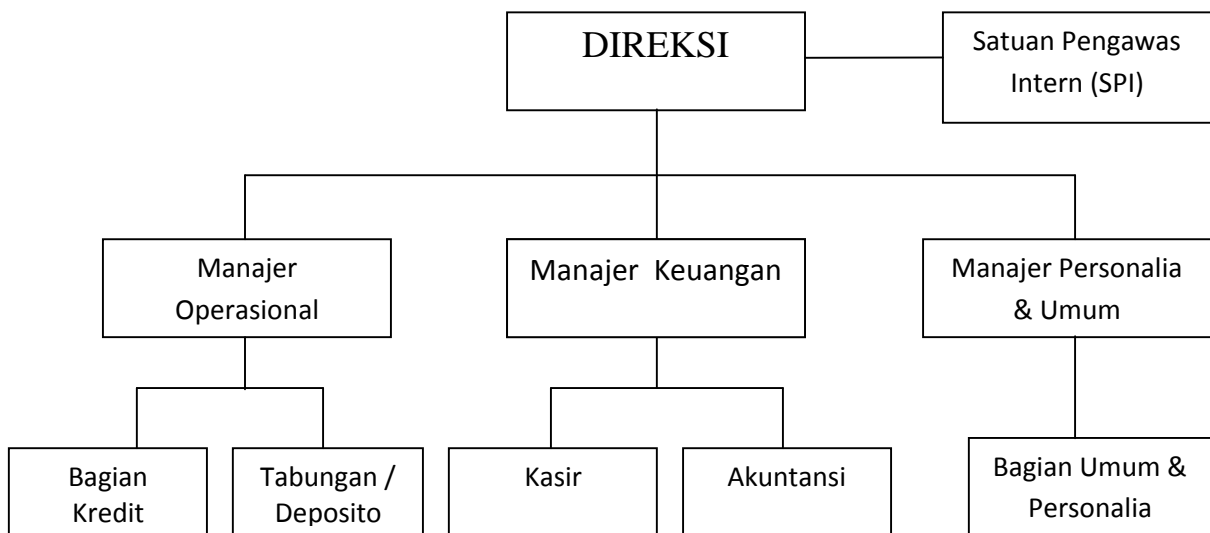 DIREKSI
Satuan Pengawas
Intern (SPI)
Manajer
Operasional
Manajer Keuangan
Manajer Personalia
& Umum
Bagian
Kredit
Tabungan /
Deposito
Kasir
Akuntansi
Bagian Umum &
Personalia